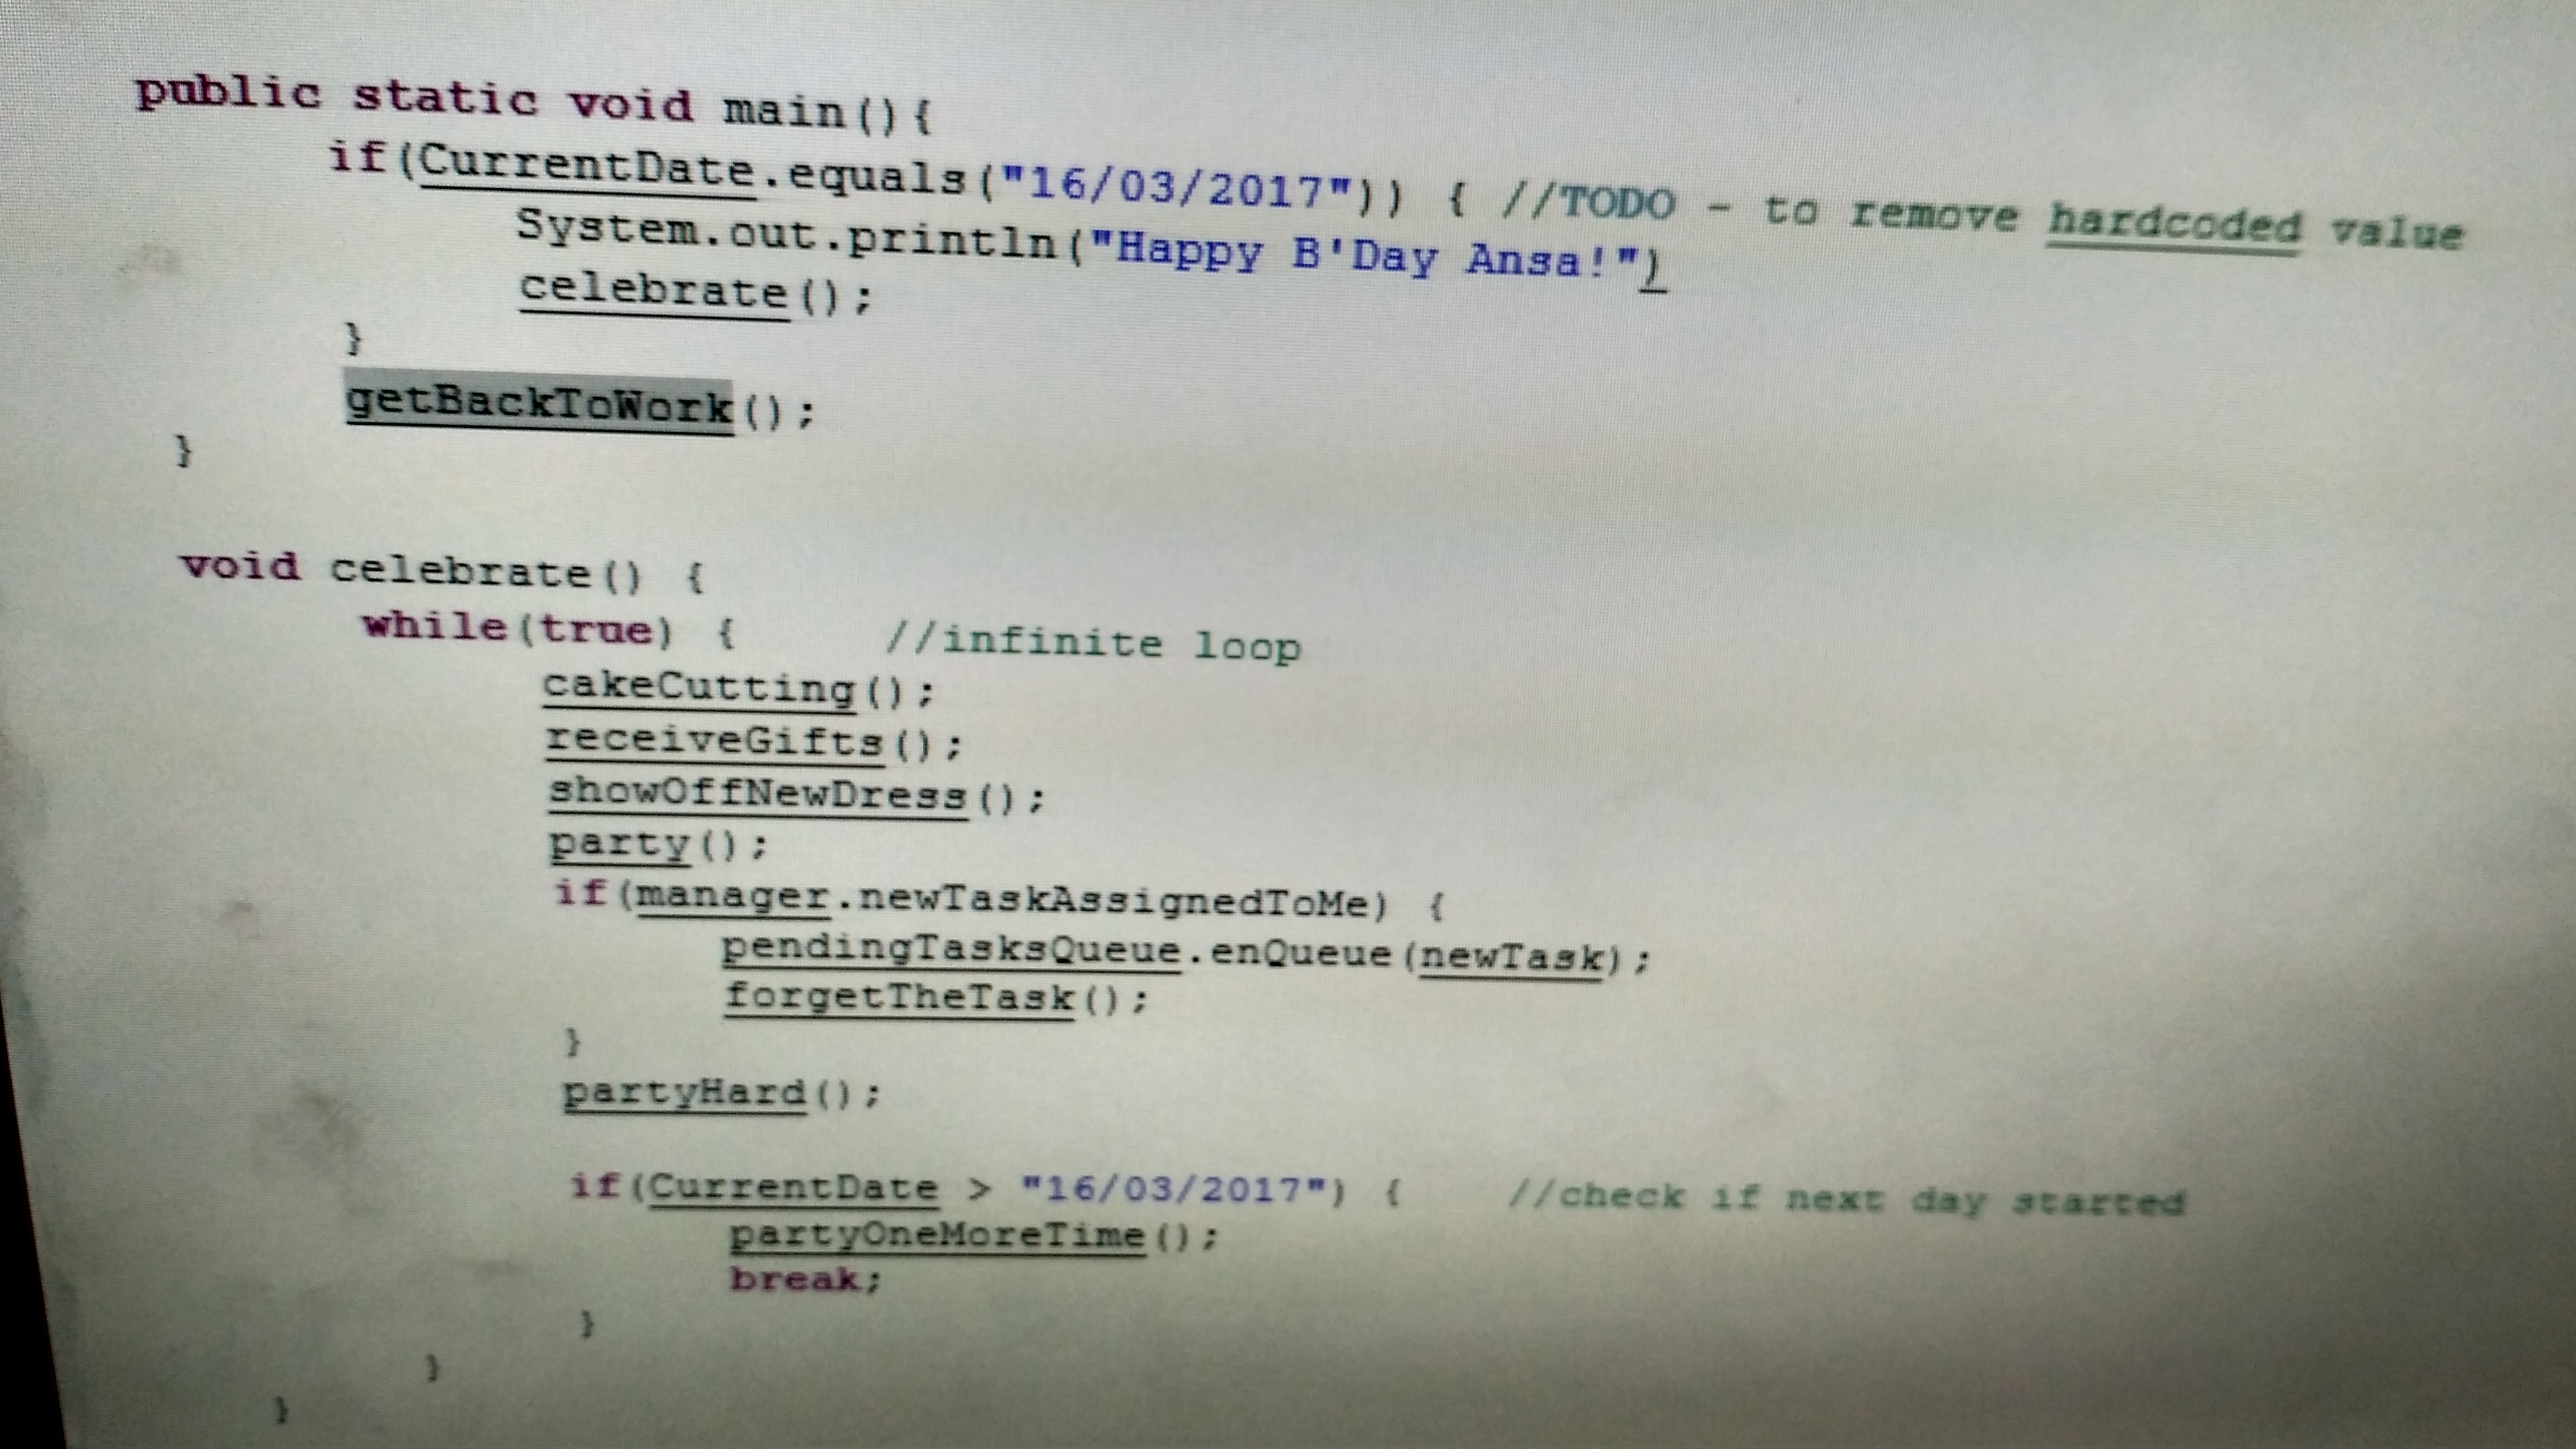 public static void main(){
if(CurrentDate.equals("16/03/2017")) { //TODO - to remove hardcoded value
System.out.println("Happy B'Day Ansa!")
celebrate();
}
getBackToWork();
}
void celebrate() {
while(true) { //infinite loop
cakeCutting();
receiveGifts();
showOffNewDress();
party();
if(manager.newTaskAssignedToMe) {
pendingTasksQueue.enQueue(newTask);
forgetTheTask();
}
partyHard();
if(CurrentDate > "16/03/2017") { //check if next day started
partyOneMoreTime();
break;
}
}
}